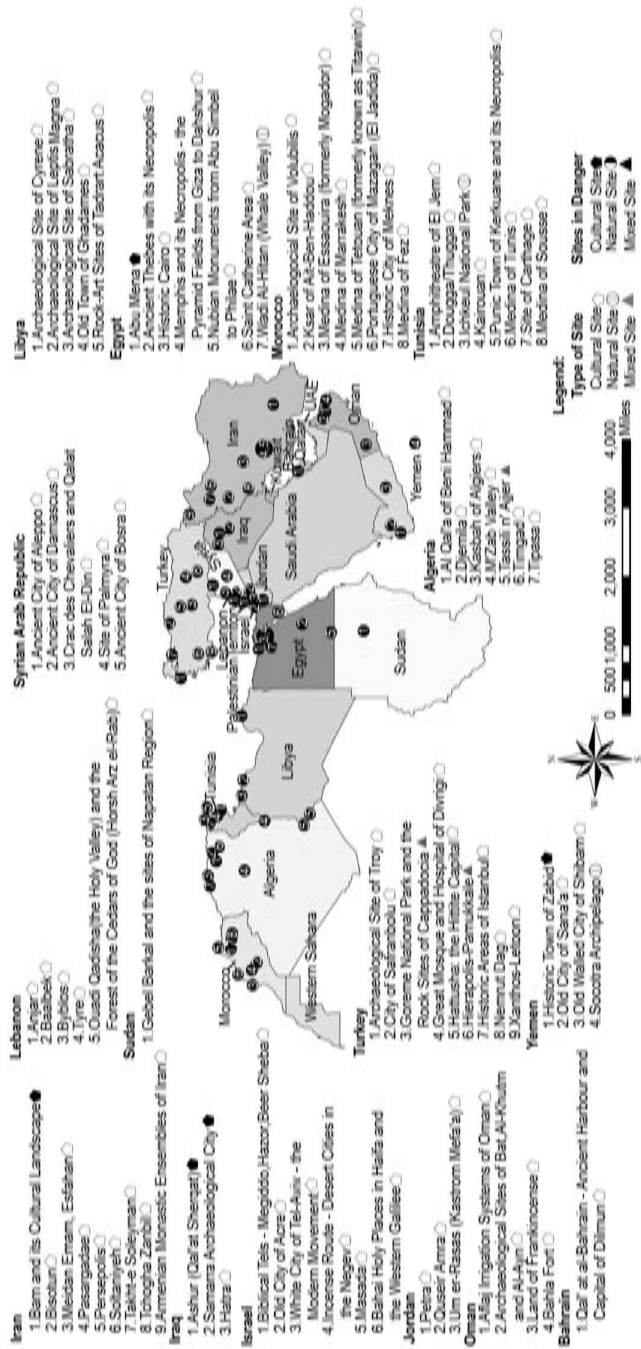 Iran
1.Bam and its Cultural Landscape
2.Bisotun
3.Meidan Emam, Esfahan
4.Pasargadae
5.Persepolis
6.Soltaniyeh
7.Takht-e Soleyman
8.Tchogha Zanbil
9.Armenian Monastic Ensembles of Iran
Iraq
1.Ashur (Qal'at Sherqat)
2.Samarra Archaeological City
3.Hatra
Israel
1.Biblical Tels - Megiddo,Hazor,Beer Sheba
2.Old City of Acre
3.White City of Tel-Aviv - the
Modern Movement
4.Incense Route - Desert Cities in
the Negev
5.Masada
6.Bahai Holy Places in Haifa and
the Western Galilee
Jordan
1.Petra
2.Quseir Amra
3.Um er-Rasas (Kastrom Mefa'a)
Oman
1.Aflaj Irrigation Systems of Oman
2.Archaeological Sites of Bat,Al-Khutm
and Al-Ayn
3.Land of Frankincense
4.Bahla Fort
Bahrain
1.Qal' at al-Bahrain - Ancient Harbour and
Capital of Dilmun
Lebanon
1.Anjar
2.Baalbek
3.Byblos
4.Tyre
5.Ouadi Qadisha(the Holy Valley) and the
Forest of the Cedars of God ((Horsh Arz el-Rab)
Sudan
1.Gebel Barkal and the sites of Napatan Region
Syrian Arab Republic
1.Ancient City of Aleppo
2.Ancient City of Damascus
3.Crac des Chevaliers and Qalat
Salah El-Din
4.Site of Palmyra
5.Ancient City of Bosra
Libya
1.Archaeological Site of Cyrene
2.Archaeological Site of Leptis Magna
3.Archaeological Site of Sabratha
4.Old Town of Ghadames
5.Rock-Art Sites of Tadrart Acacus
Egypt
1.Abu Mena
2.Ancient Thebes with its Necropolis
3.Historic Cairo
4.Memphis and its Necropolis - the
Pyramid Fields from Giza to Dahshur
5.Nubian Monuments from Abu Simbel
to Philae
6.Saint Catherine Area
7.Wadi Al-Hitan (Whale Valley)
Morocco
1.Archaeological Site of Volubilis
2.Ksar of Ait-Ben-Haddou
3.Medina of Essaouira (formerly Mogador)
4.Medina of Marrakesh
5.Medina of Tetouan (formerly known as Titawin)
6.Portuguese City of Mazagan (El Jadida)
7.Historic City of Meknes
8.Medina of Fez
Tunisia
1.Amphitheatre of El Jem
2.Dougga/Thugga
3.Ichkeul National Park
4.Kairouan
5.Punic Town of Kerkuane and its Necropolis
6.Medina of Tunis
7.Site of Carthage
8.Medina of Sousse
Turkey
1.Archaeological Site of Troy
2.City of Safranbolu
3.Goreme National Park and the
Rock Sites of Cappadocia
4.Great Mosque and Hospital of Divrigi
5.Hattusha: the Hittite Capital
6.Hierapolis-Pamukkale
7.Historic Areas of Istanbul
8.Nemrut Dag
9.Xanthos-Letoon
Yemen
1.Historic Town of Zabid
2.Old City of Sana'a
3.Old Walled City of Shibam
4.Socotra Archipelago
Algeria
1.Al Qal'a of Beni Hammad
2.Djemila
3.Kasbah of Algiers
4.M'Zab Valley
5.Tassili n'Ajjer
6.Timgad
7.Tipasa
Morocco
Western Sahara
Algeria
Tunisia
Libya
Egypt
Sudan
Palestinian Territory
Israel
Lebanon
Jordan
Turkey
Iraq
Iran
Kuwait
Bahrain
Qatar
UAE
Oman
Saudi Arabia
Yemen
N
W
E
S
0 500 1,000 2,000 3,000 4,000
Miles
Legend:
Type of Site
Cultural Site
Natural Site
Mixed Site
Sites in Danger
Cultural Site
Natural Site
Mixed Site